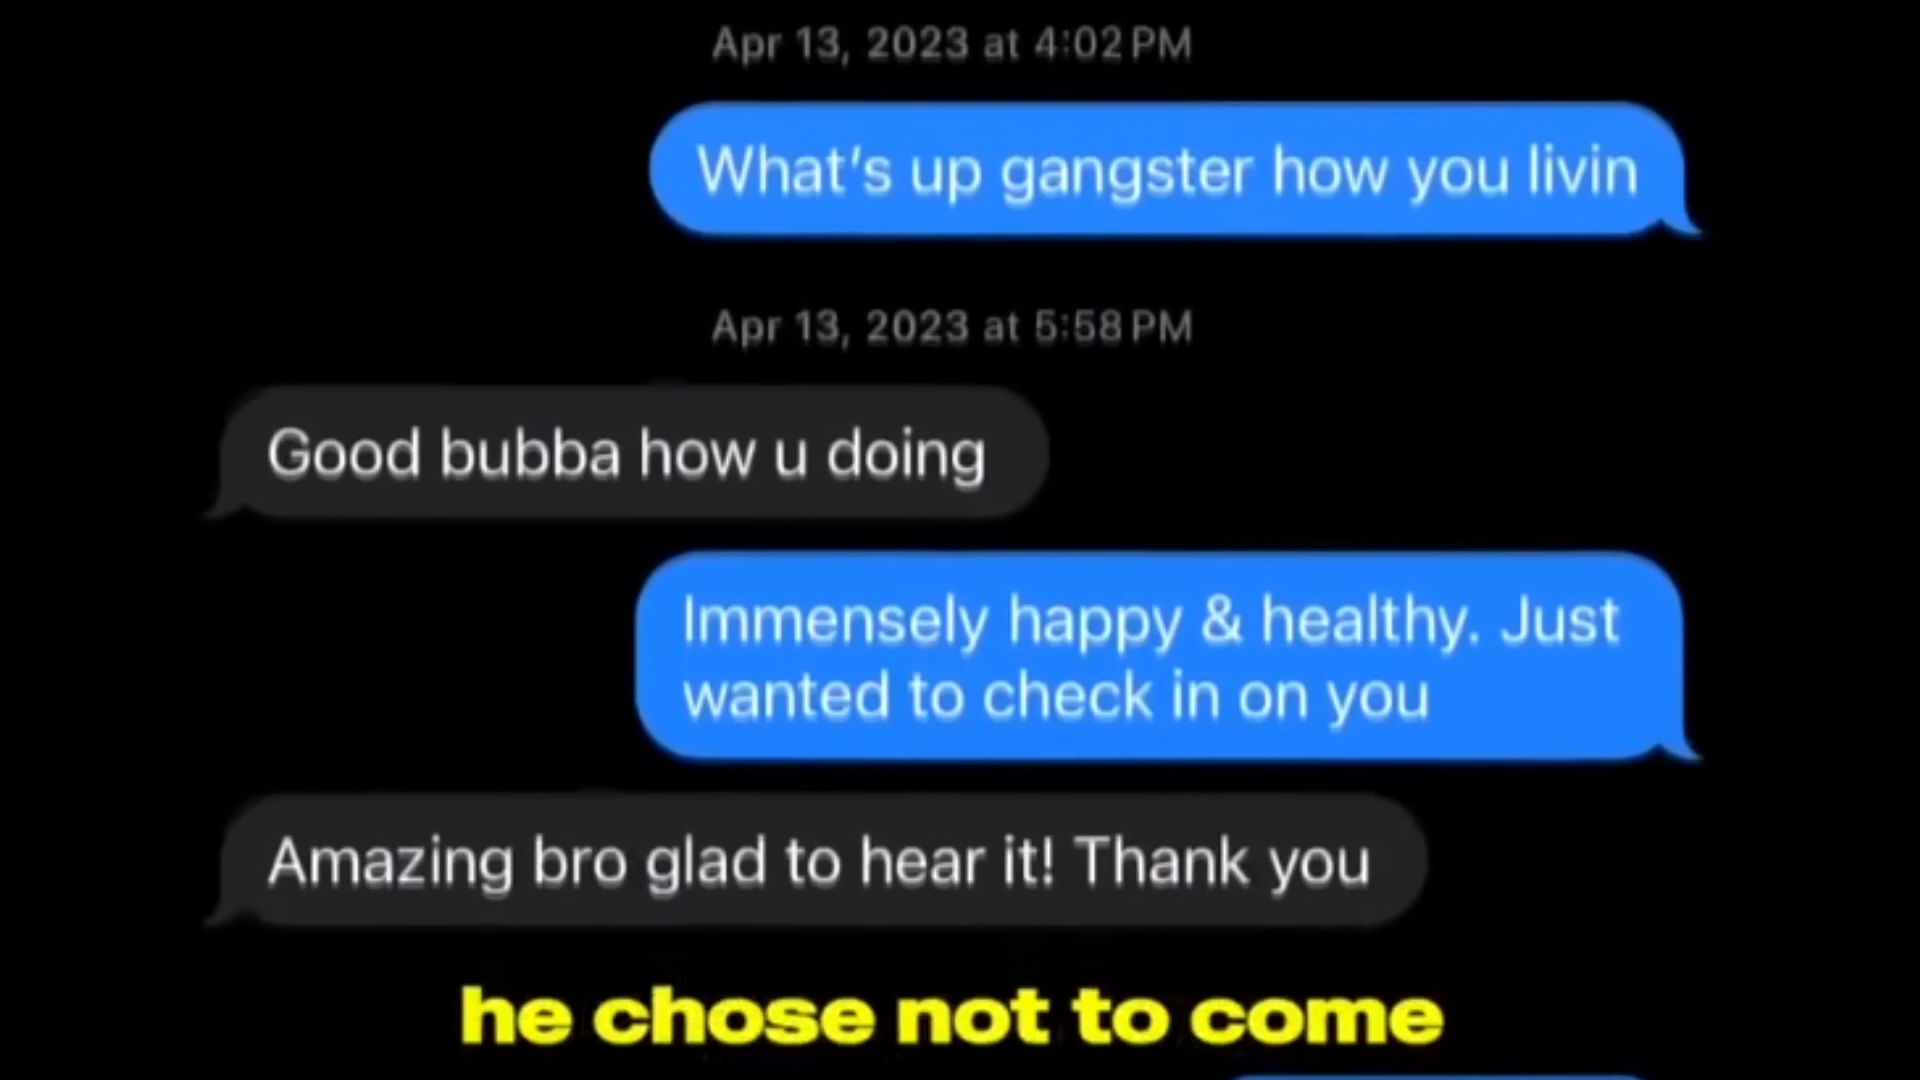 Apr 13, 2023 at 4:02 PM
What's up gangster how you livin
Apr 13, 2023 at 5:58 PM
Good bubba how u doing
Immensely happy & healthy. Just
wanted to check in on you
Amazing bro glad to hear it! Thank you
he chose not to come